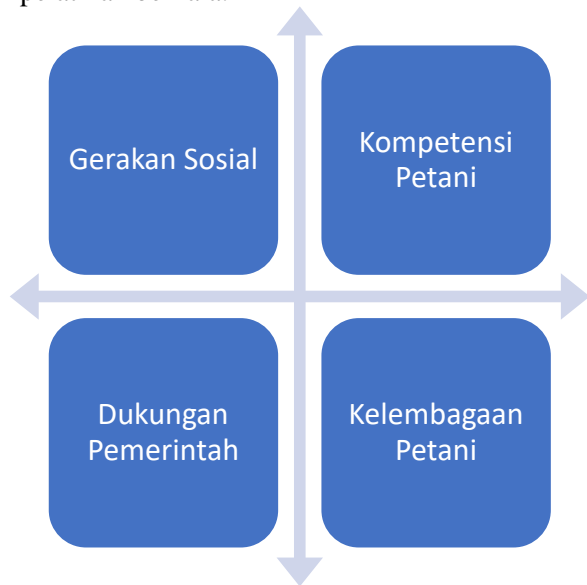 Gerakan Sosial
Kompetensi
Petani
Dukungan
Pemerintah
Kelembagaan
Petani